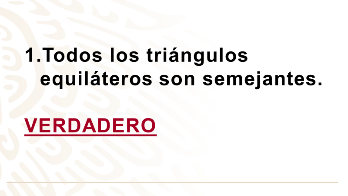 1.Todos los triángulos
equiláteros son semejantes.
VERDADERO